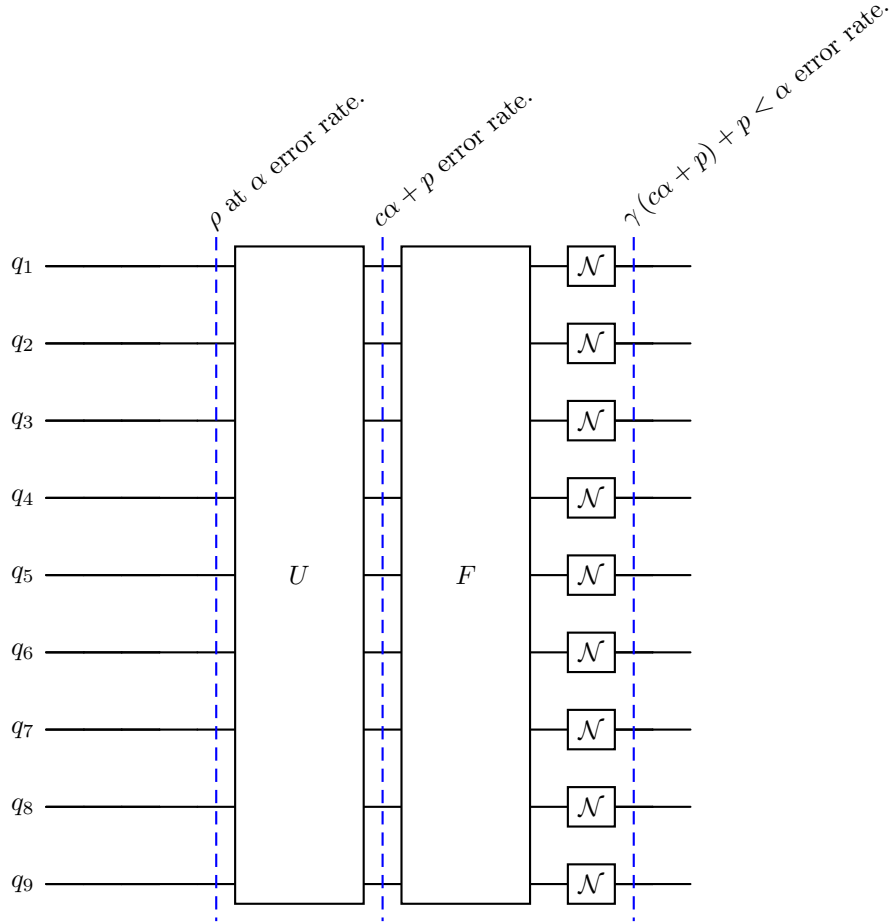 ρ at α error rate.
cα + p error rate.
γ (cα + p) + p < α error rate.
q₁ 𝒩
q₂ 𝒩
q₃ 𝒩
q₄ 𝒩
q₅ U F 𝒩
q₆ 𝒩
q₇ 𝒩
q₈ 𝒩
q₉ 𝒩